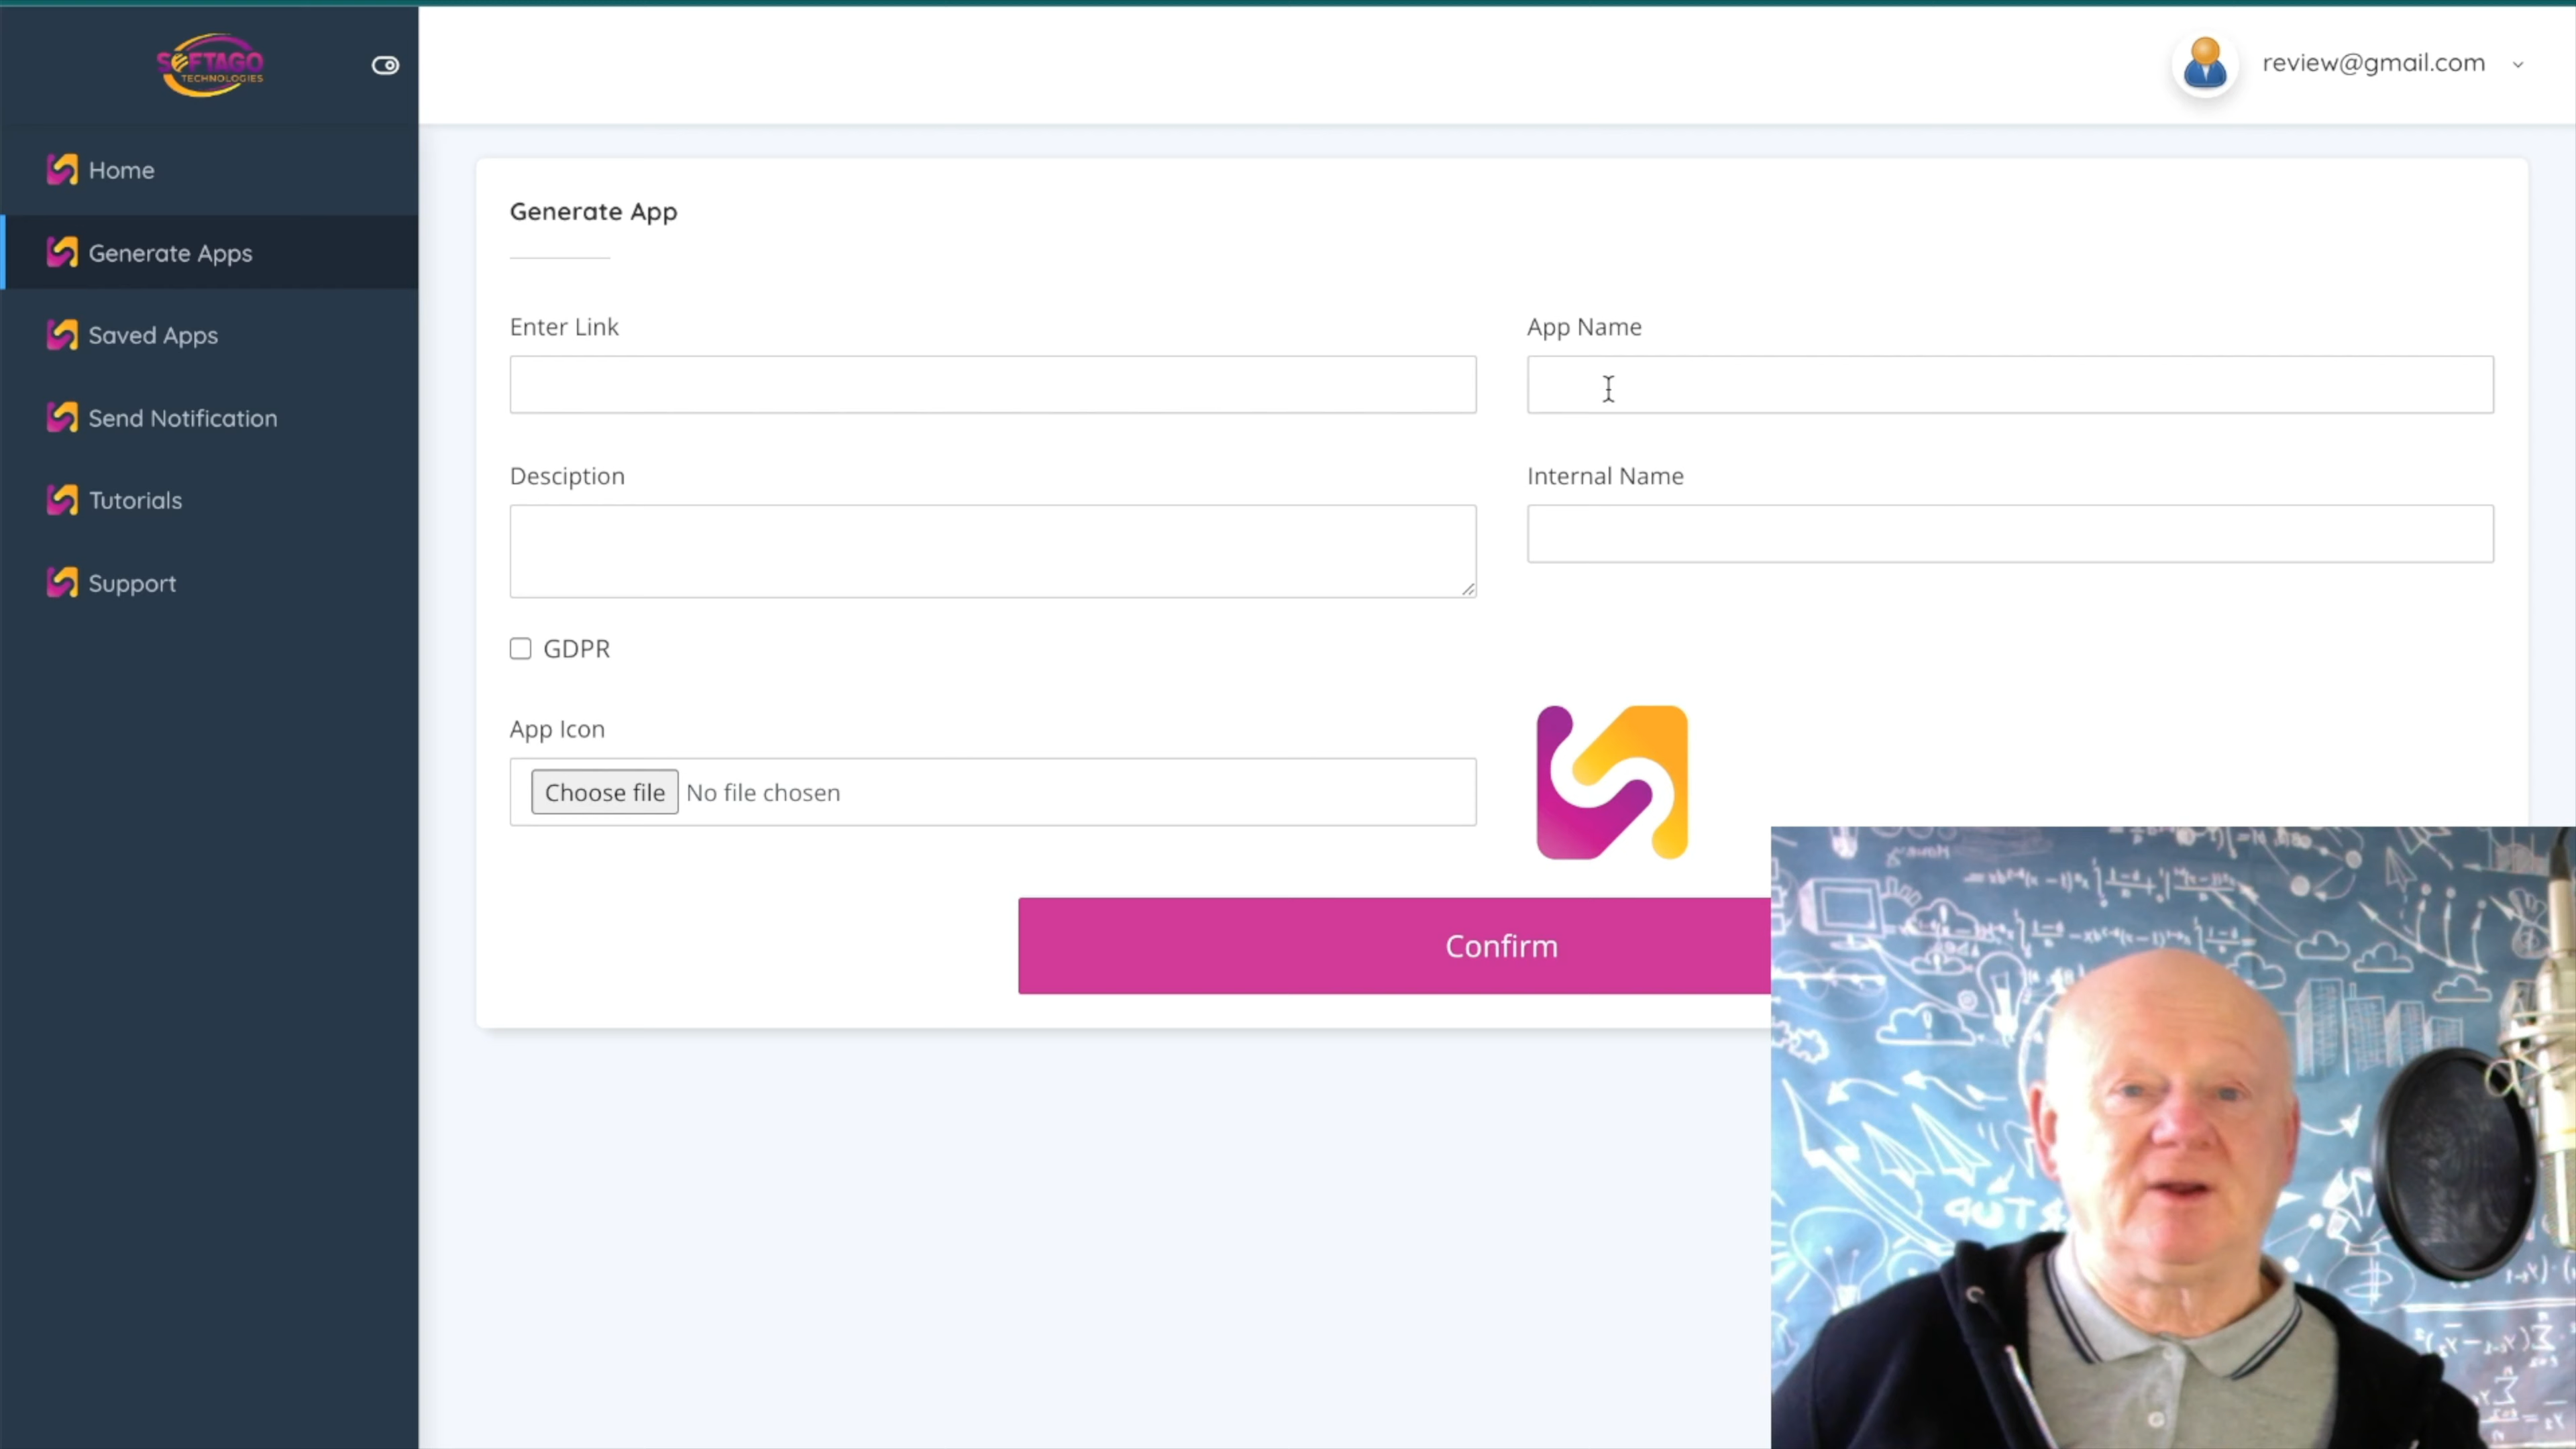 SOFTAGO
TECHNOLOGIES
review@gmail.com
Home
Generate Apps
Saved Apps
Send Notification
Tutorials
Support
Generate App
Enter Link
App Name
Desciption
Internal Name
GDPR
App Icon
Choose file No file chosen
Confirm